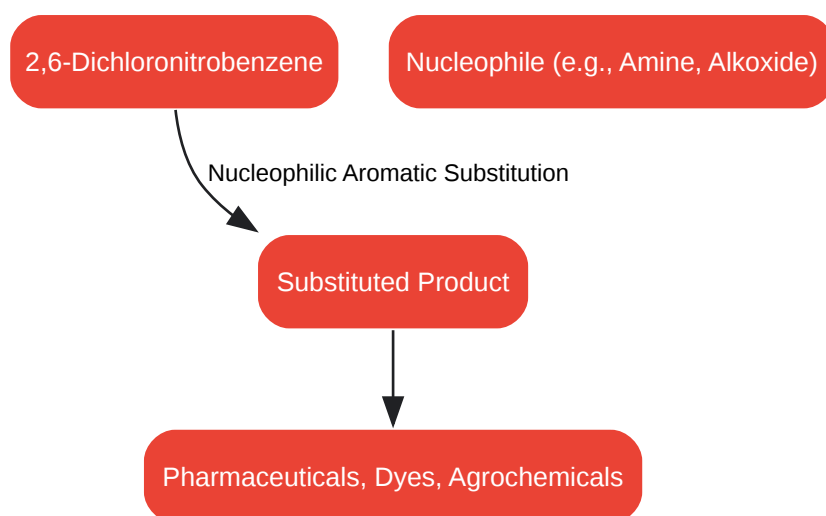 2,6-Dichloronitrobenzene
Nucleophile (e.g., Amine, Alkoxide)
Nucleophilic Aromatic Substitution
Substituted Product
Pharmaceuticals, Dyes, Agrochemicals